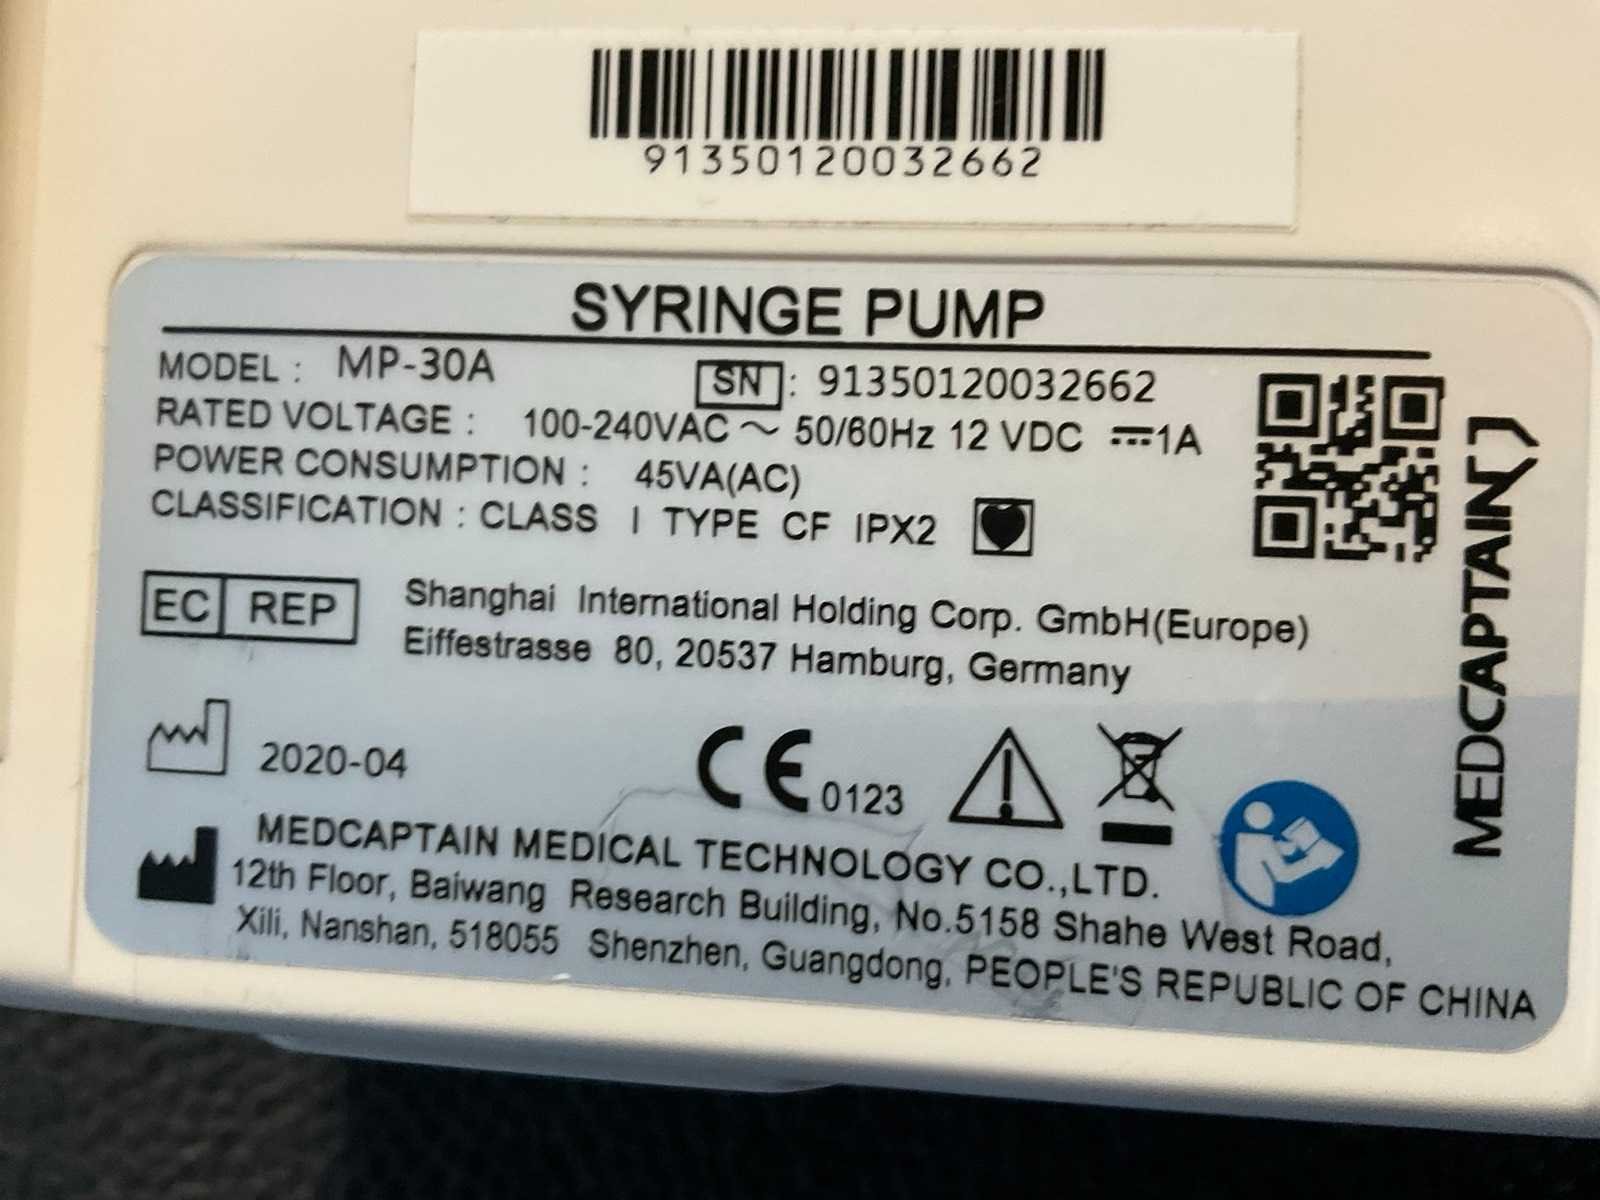 91350120032662
SYRINGE PUMP
MODEL : MP-30A SN : 91350120032662
RATED VOLTAGE : 100-240VAC ~ 50/60Hz 12 VDC ⎓1A
POWER CONSUMPTION : 45VA(AC)
CLASSIFICATION : CLASS I TYPE CF IPX2
MEDCAPTAIN
EC REP Shanghai International Holding Corp. GmbH(Europe)
Eiffestrasse 80, 20537 Hamburg, Germany
2020-04
CE 0123
MEDCAPTAIN MEDICAL TECHNOLOGY CO.,LTD.
12th Floor, Baiwang Research Building, No.5158 Shahe West Road,
Xili, Nanshan, 518055 Shenzhen, Guangdong, PEOPLE'S REPUBLIC OF CHINA